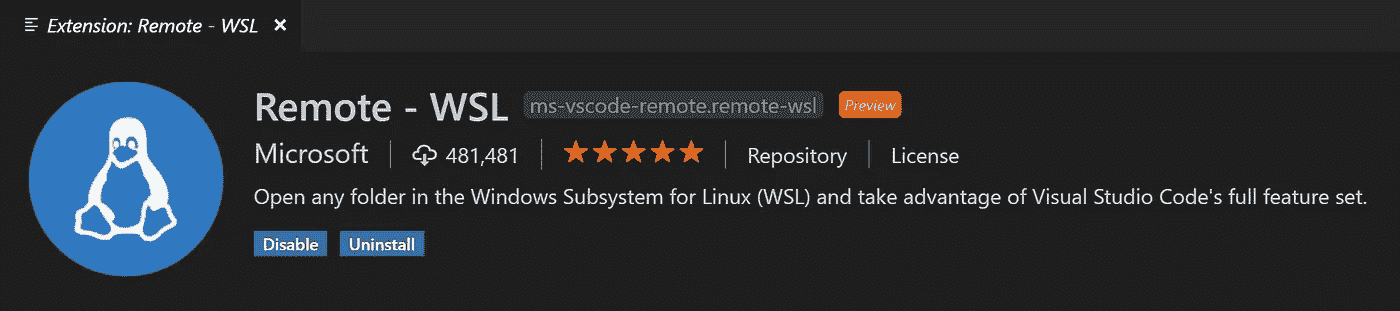 Extension: Remote - WSL ×
Remote - WSL ms-vscode-remote.remote-wsl Preview
Microsoft 481,481 Repository License
Open any folder in the Windows Subsystem for Linux (WSL) and take advantage of Visual Studio Code's full feature set.
Disable Uninstall